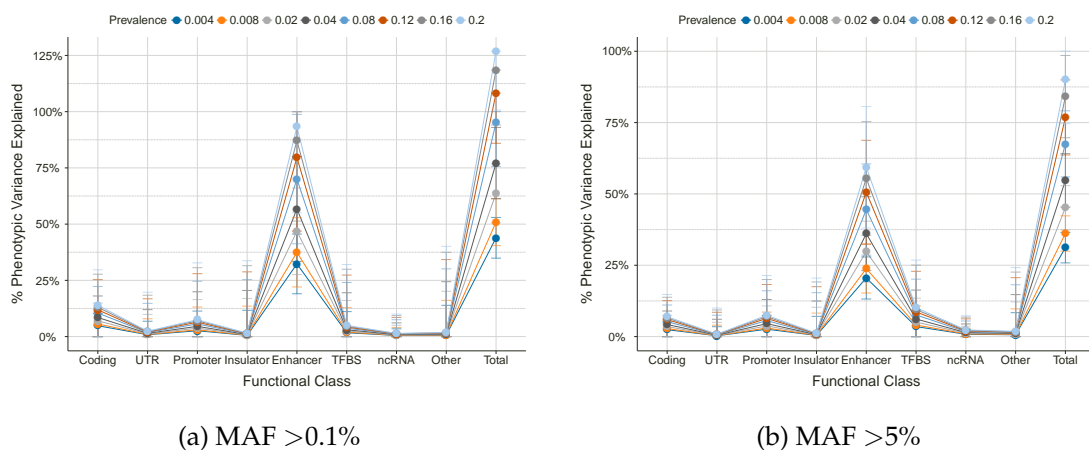 Prevalence 0.004 0.008 0.02 0.04 0.08 0.12 0.16 0.2
% Phenotypic Variance Explained
125%
100%
75%
50%
25%
0%
Coding UTR Promoter Insulator Enhancer TFBS ncRNA Other Total
Functional Class
(a) MAF >0.1%
Prevalence 0.004 0.008 0.02 0.04 0.08 0.12 0.16 0.2
% Phenotypic Variance Explained
100%
75%
50%
25%
0%
Coding UTR Promoter Insulator Enhancer TFBS ncRNA Other Total
Functional Class
(b) MAF >5%